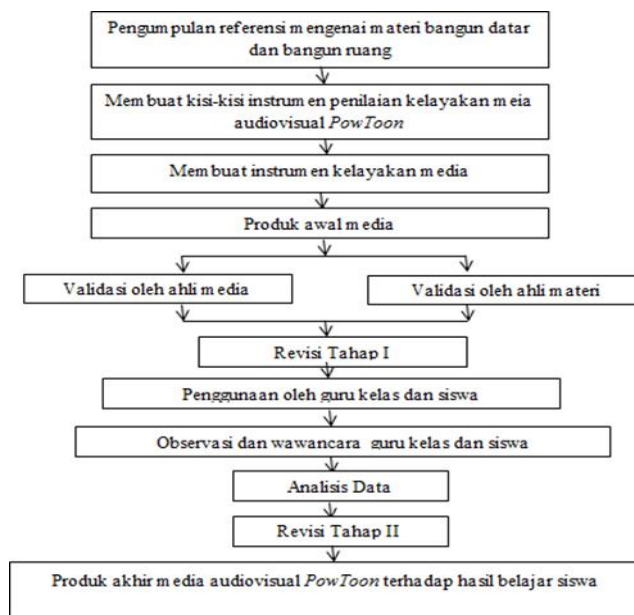 Pengumpulan referensi mengenai materi bangun datar
dan bangun ruang
Membuat kisi-kisi instrumen penilaian kelayakan meia
audiovisual PowToon
Membuat instrumen kelayakan media
Produk awal media
Validasi oleh ahli media
Validasi oleh ahli materi
Revisi Tahap I
Penggunaan oleh guru kelas dan siswa
Observasi dan wawancara guru kelas dan siswa
Analisis Data
Revisi Tahap II
Produk akhir media audiovisual PowToon terhadap hasil belajar siswa